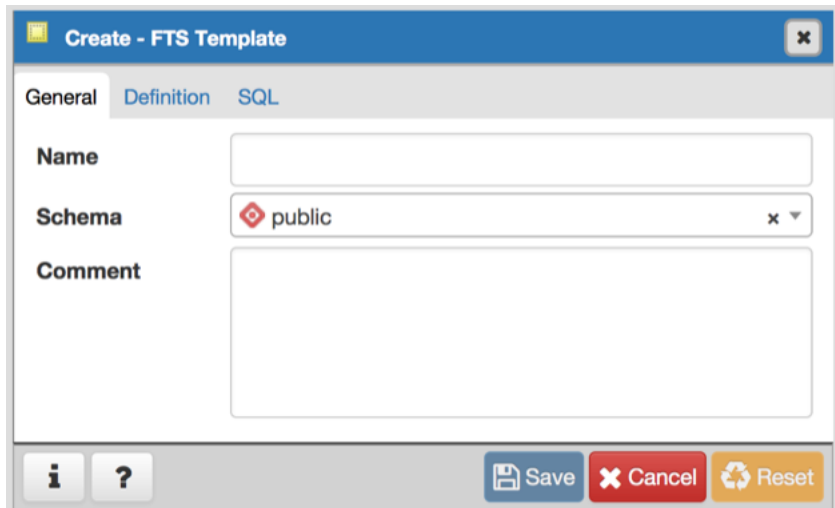 Create - FTS Template
General Definition SQL
Name
Schema public
Comment
i ? Save Cancel Reset